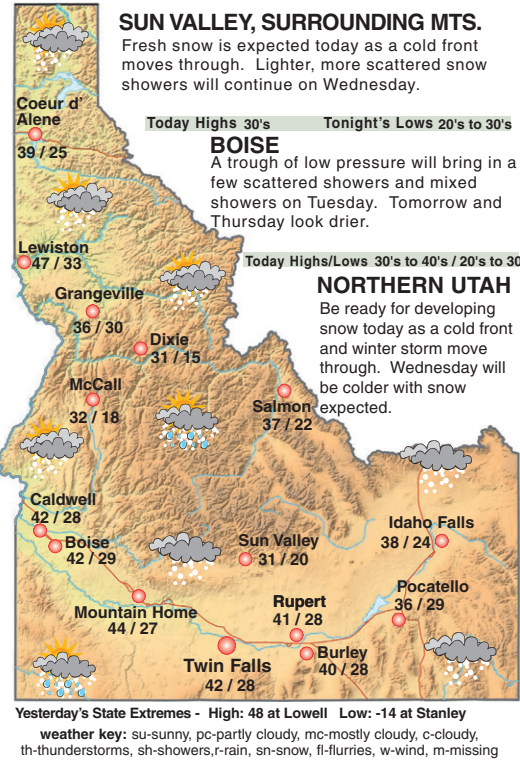 SUN VALLEY, SURROUNDING MTS.
Fresh snow is expected today as a cold front
moves through. Lighter, more scattered snow
showers will continue on Wednesday.
Today Highs 30's Tonight's Lows 20's to 30's
BOISE
A trough of low pressure will bring in a
few scattered showers and mixed
showers on Tuesday. Tomorrow and
Thursday look drier.
Today Highs/Lows 30's to 40's / 20's to 30
NORTHERN UTAH
Be ready for developing
snow today as a cold front
and winter storm move
through. Wednesday will
be colder with snow
expected.
Coeur d'
Alene
39 / 25
Lewiston
47 / 33
Grangeville
36 / 30
Dixie
31 / 15
McCall
32 / 18
Salmon
37 / 22
Caldwell
42 / 28
Boise
42 / 29
Sun Valley
31 / 20
Idaho Falls
38 / 24
Mountain Home
44 / 27
Rupert
41 / 28
Pocatello
36 / 29
Twin Falls
42 / 28
Burley
40 / 28
Yesterday's State Extremes - High: 48 at Lowell Low: -14 at Stanley
weather key: su-sunny, pc-partly cloudy, mc-mostly cloudy, c-cloudy,
th-thunderstorms, sh-showers,r-rain, sn-snow, fl-flurries, w-wind, m-missing